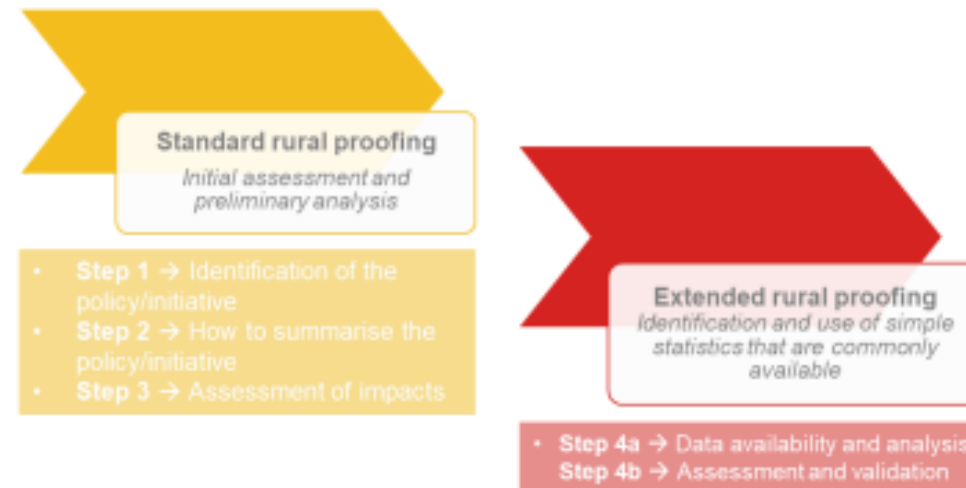 Standard rural proofing
Initial assessment and
preliminary analysis
• Step 1 → Identification of the
policy/initiative
• Step 2 → How to summarise the
policy/initiative
• Step 3 → Assessment of impacts
Extended rural proofing
Identification and use of simple
statistics that are commonly
available
• Step 4a → Data availability and analysis
Step 4b → Assessment and validation